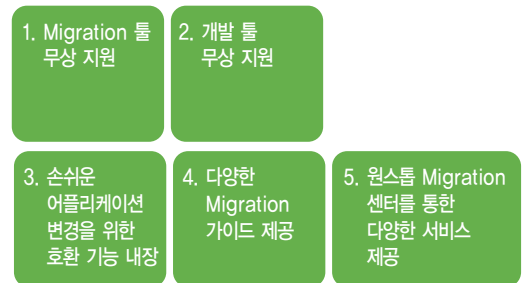 1. Migration 툴
무상 지원
2. 개발 툴
무상 지원
3. 손쉬운
어플리케이션
변경을 위한
호환 기능 내장
4. 다양한
Migration
가이드 제공
5. 원스톱 Migration
센터를 통한
다양한 서비스
제공